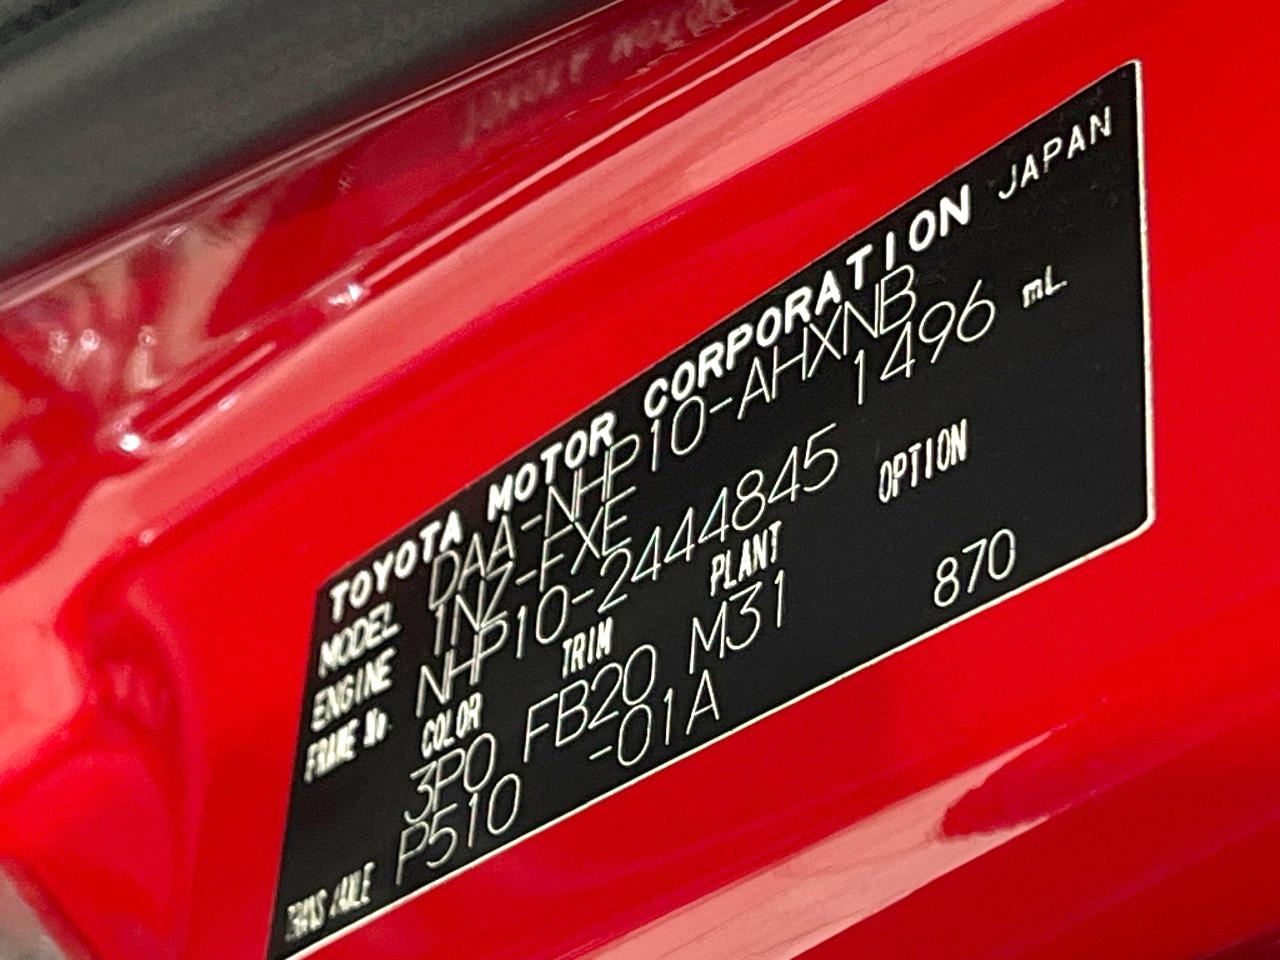 TOYOTA MOTOR CORPORATION JAPAN
MODEL DAA-NHP10-AHXNB
ENGINE 1NZ-FXE 1496 mL
FRAME No. NHP10-2444845
COLOR TRIM PLANT OPTION
3P0 FB20 M31 870
TRANS/AXLE P510 -01A